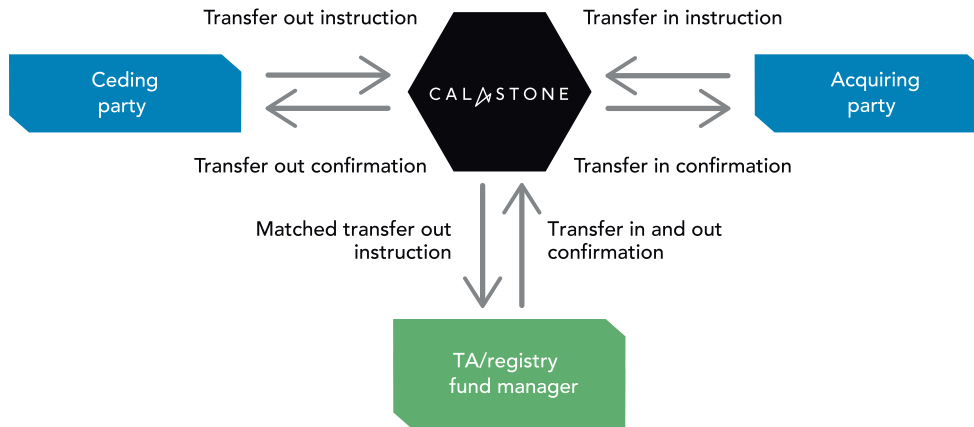 Transfer out instruction
Transfer in instruction
Ceding
party
CALASTONE
Acquiring
party
Transfer out confirmation
Transfer in confirmation
Matched transfer out
instruction
Transfer in and out
confirmation
TA/registry
fund manager